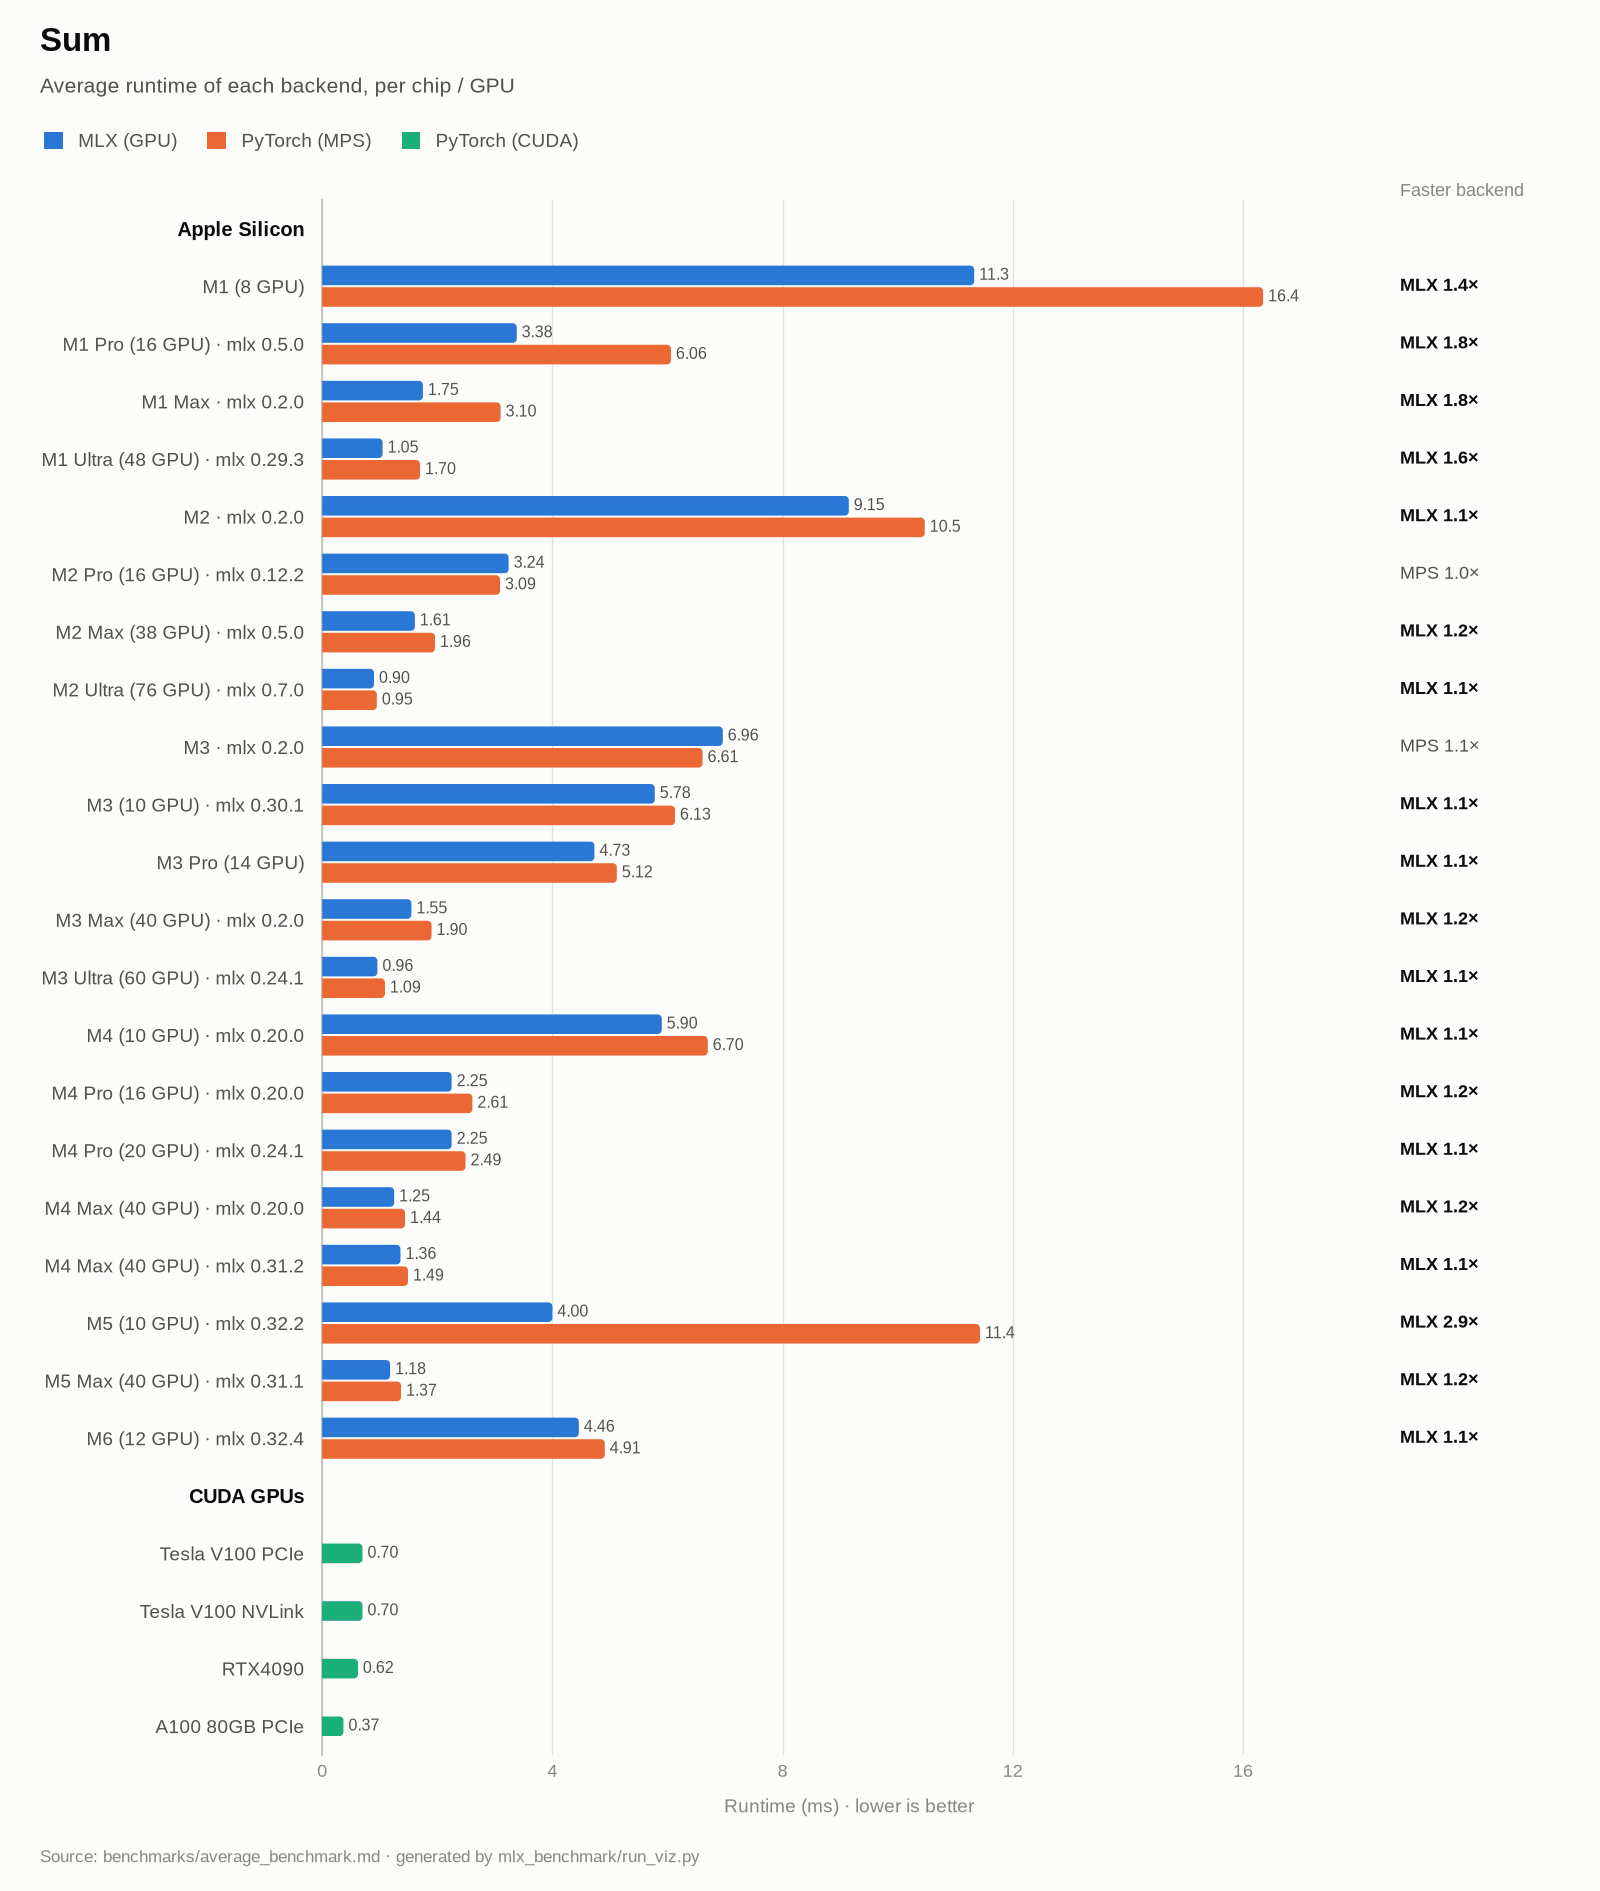 Sum
Average runtime of each backend, per chip / GPU
MLX (GPU) PyTorch (MPS) PyTorch (CUDA)
Faster backend
Apple Silicon
M1 (8 GPU) 11.3 16.4 MLX 1.4×
M1 Pro (16 GPU) · mlx 0.5.0 3.38 6.06 MLX 1.8×
M1 Max · mlx 0.2.0 1.75 3.10 MLX 1.8×
M1 Ultra (48 GPU) · mlx 0.29.3 1.05 1.70 MLX 1.6×
M2 · mlx 0.2.0 9.15 10.5 MLX 1.1×
M2 Pro (16 GPU) · mlx 0.12.2 3.24 3.09 MPS 1.0×
M2 Max (38 GPU) · mlx 0.5.0 1.61 1.96 MLX 1.2×
M2 Ultra (76 GPU) · mlx 0.7.0 0.90 0.95 MLX 1.1×
M3 · mlx 0.2.0 6.96 6.61 MPS 1.1×
M3 (10 GPU) · mlx 0.30.1 5.78 6.13 MLX 1.1×
M3 Pro (14 GPU) 4.73 5.12 MLX 1.1×
M3 Max (40 GPU) · mlx 0.2.0 1.55 1.90 MLX 1.2×
M3 Ultra (60 GPU) · mlx 0.24.1 0.96 1.09 MLX 1.1×
M4 (10 GPU) · mlx 0.20.0 5.90 6.70 MLX 1.1×
M4 Pro (16 GPU) · mlx 0.20.0 2.25 2.61 MLX 1.2×
M4 Pro (20 GPU) · mlx 0.24.1 2.25 2.49 MLX 1.1×
M4 Max (40 GPU) · mlx 0.20.0 1.25 1.44 MLX 1.2×
M4 Max (40 GPU) · mlx 0.31.2 1.36 1.49 MLX 1.1×
M5 (10 GPU) · mlx 0.32.2 4.00 11.4 MLX 2.9×
M5 Max (40 GPU) · mlx 0.31.1 1.18 1.37 MLX 1.2×
M6 (12 GPU) · mlx 0.32.4 4.46 4.91 MLX 1.1×
CUDA GPUs
Tesla V100 PCIe 0.70
Tesla V100 NVLink 0.70
RTX4090 0.62
A100 80GB PCIe 0.37
0 4 8 12 16
Runtime (ms) · lower is better
Source: benchmarks/average_benchmark.md · generated by mlx_benchmark/run_viz.py